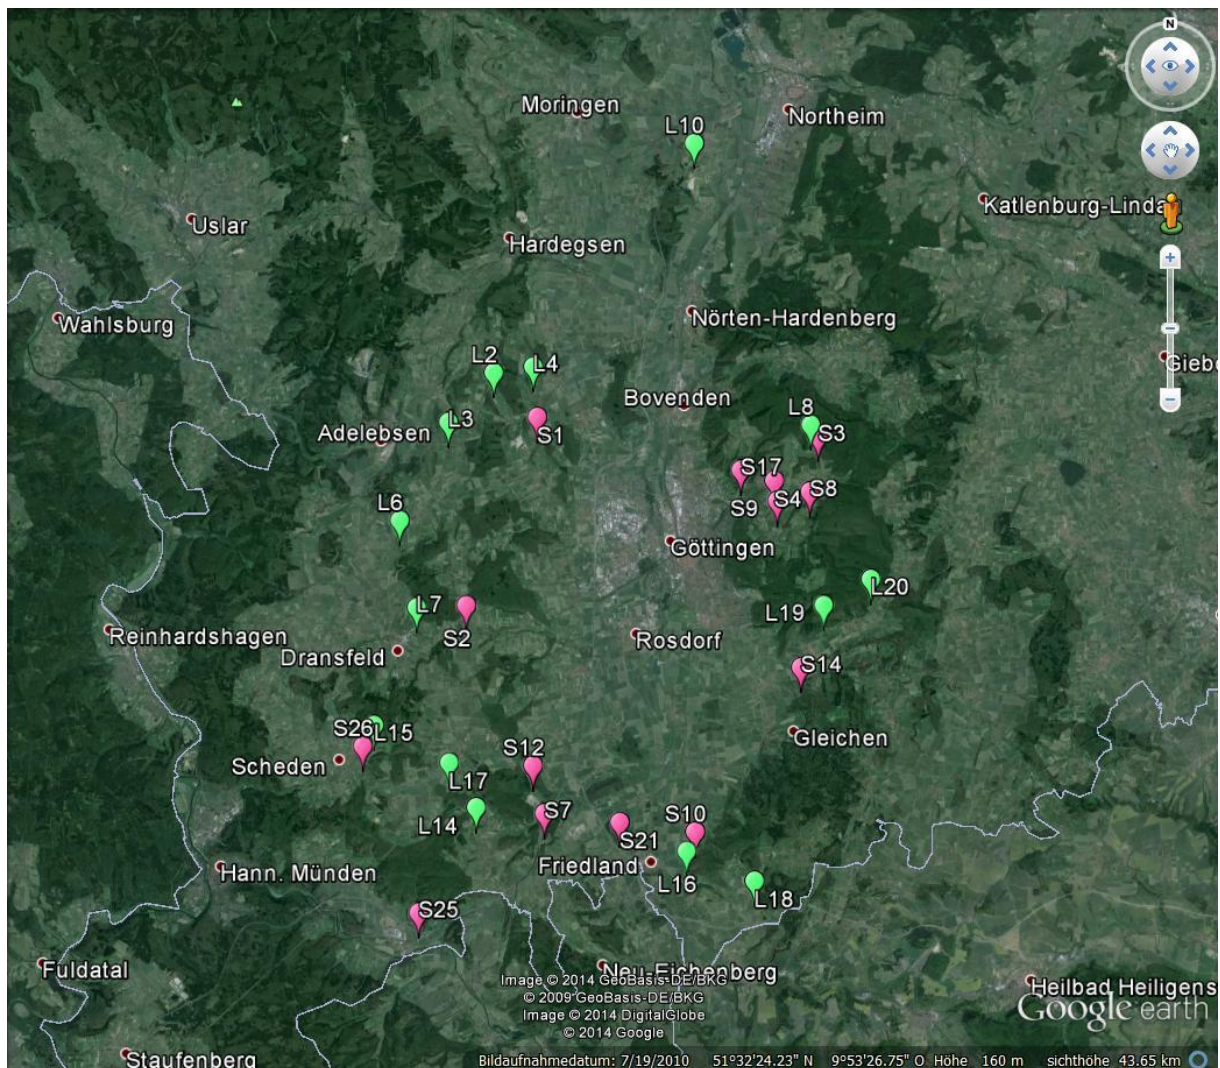 N
Moringen
Northeim
L10
Katlenburg-Linda
Uslar
Hardegsen
Wahlsburg
Nörten-Hardenberg
L2
L4
Giebo
Bovenden
L3
L8
Adelebsen
S1
S3
S17
S8
L6
S4
S9
Göttingen
L20
L7
L19
Reinhardshagen
S2
Rosdorf
Dransfeld
S14
S26
L15
Gleichen
S12
Scheden
L17
S7
S10
L14
S21
Friedland
Hann. Münden
L16
L18
S25
Fuldatal
Neu-Eichenberg
Image © 2014 GeoBasis-DE/BKG
© 2009 GeoBasis-DE/BKG
Heilbad Heiligens
Image © 2014 DigitalGlobe
Google earth
© 2014 Google
Staufenberg
Bildaufnahmedatum: 7/19/2010 51°32'24.23" N 9°53'26.75" O Höhe 160 m sichthöhe 43.65 km